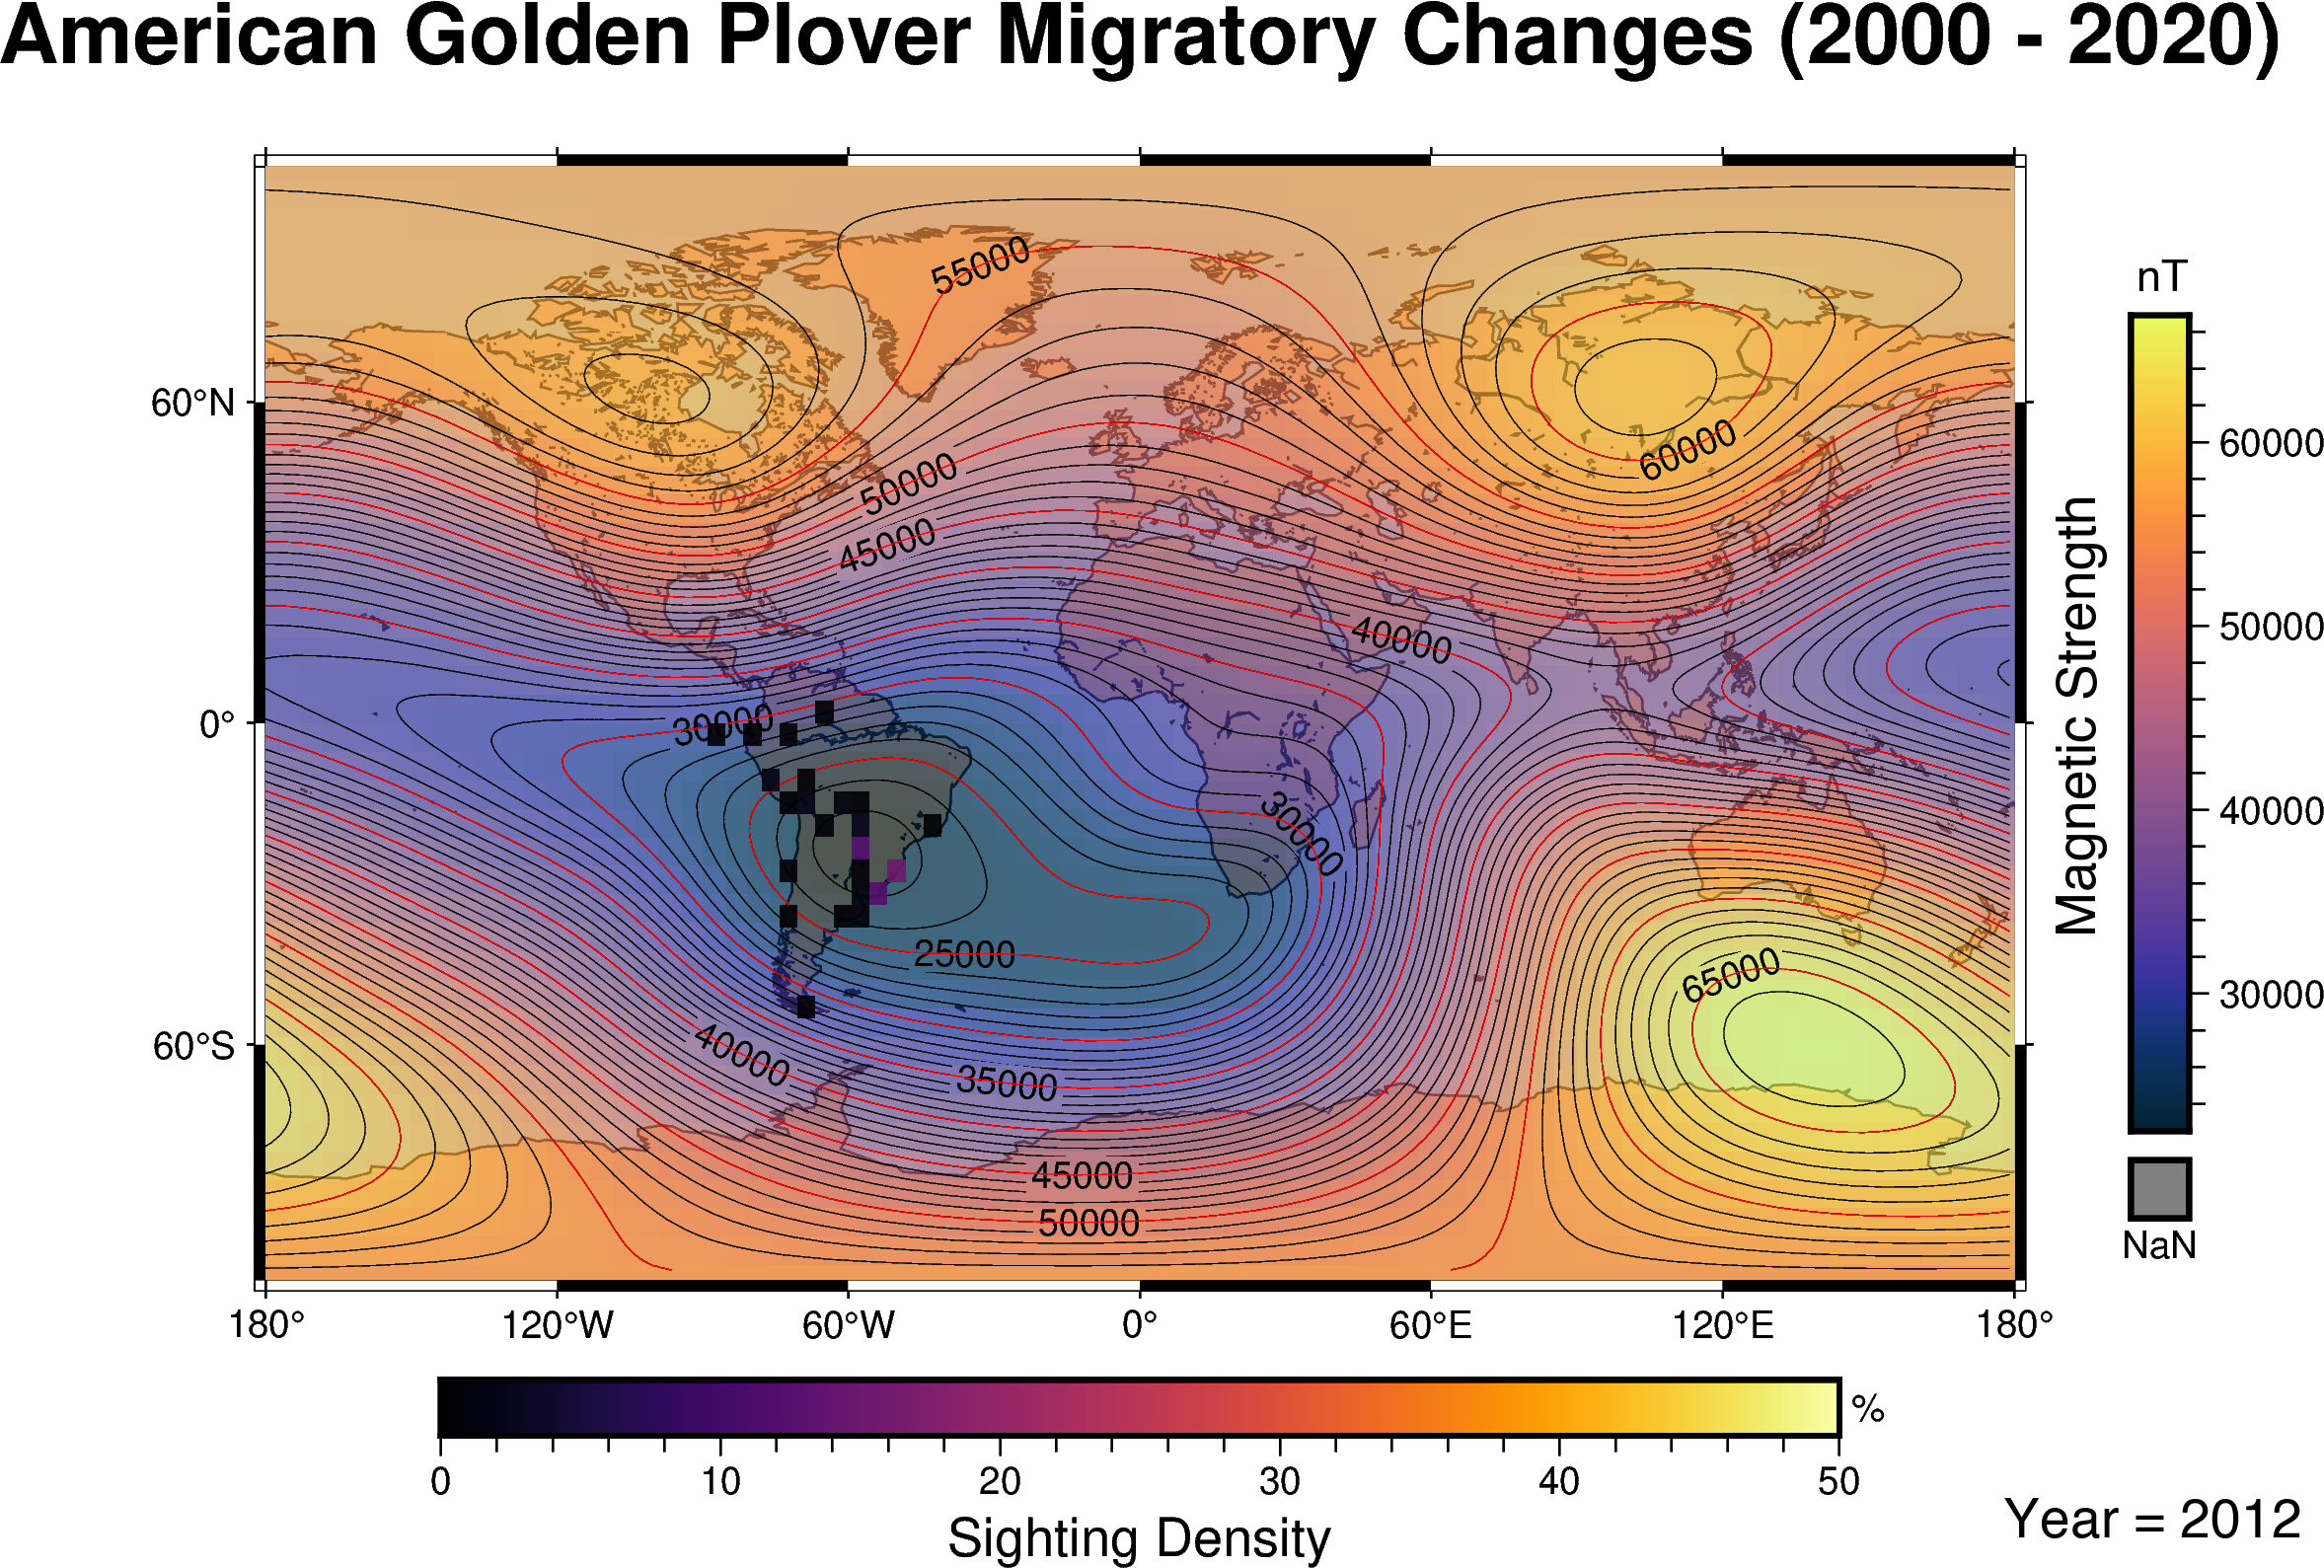 American Golden Plover Migratory Changes (2000 - 2020)
55000
nT
60°N
60000
60000
50000
45000
50000
40000
Magnetic Strength
0°
30000
40000
30000
25000
65000
30000
60°S
40000
35000
45000
50000
NaN
180°
120°W
60°W
0°
60°E
120°E
180°
%
0
10
20
30
40
50
Sighting Density
Year = 2012